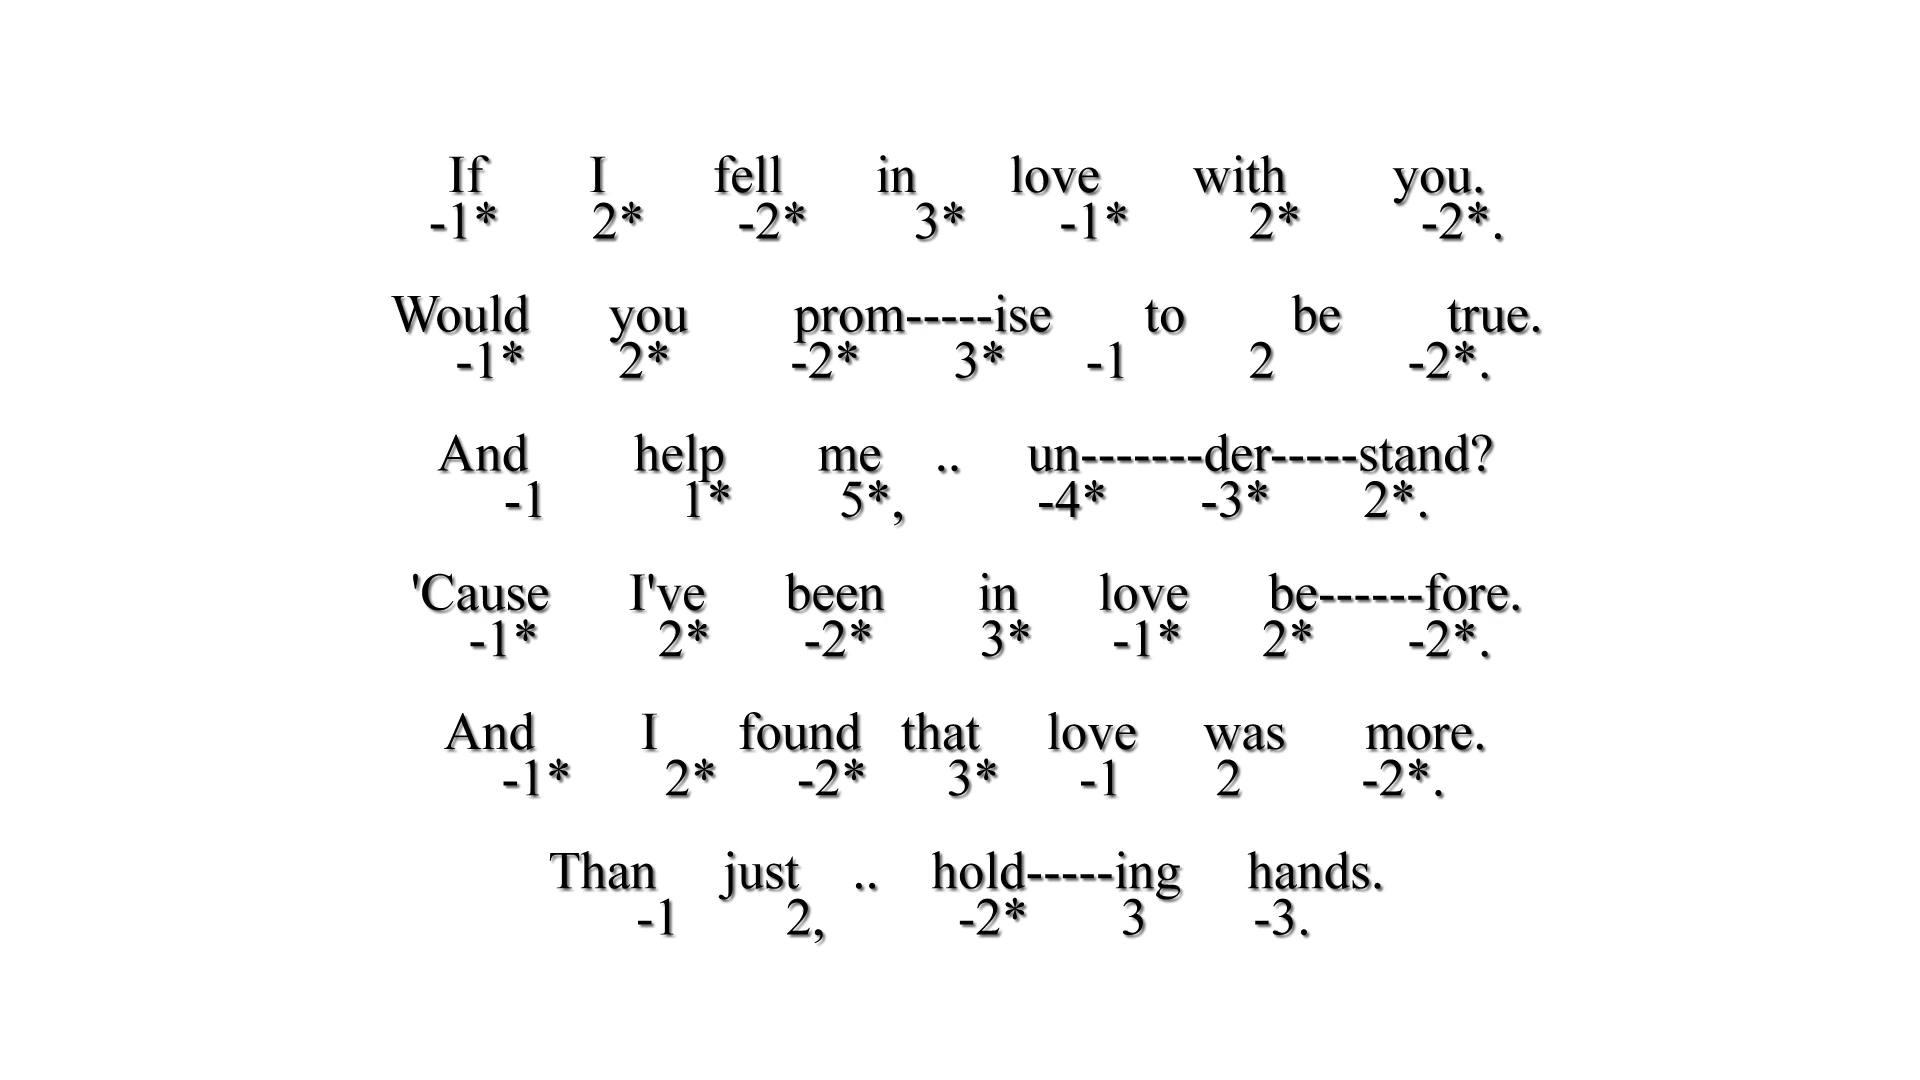 If I fell in love with you.
-1* 2* -2* 3* -1* 2* -2*.
Would you prom-----ise to be true.
-1* 2* -2* 3* -1 2 -2*.
And help me .. un-------der-----stand?
-1 1* 5*, -4* -3* 2*.
'Cause I've been in love be------fore.
-1* 2* -2* 3* -1* 2* -2*.
And I found that love was more.
-1* 2* -2* 3* -1 2 -2*.
Than just .. hold-----ing hands.
-1 2, -2* 3 -3.